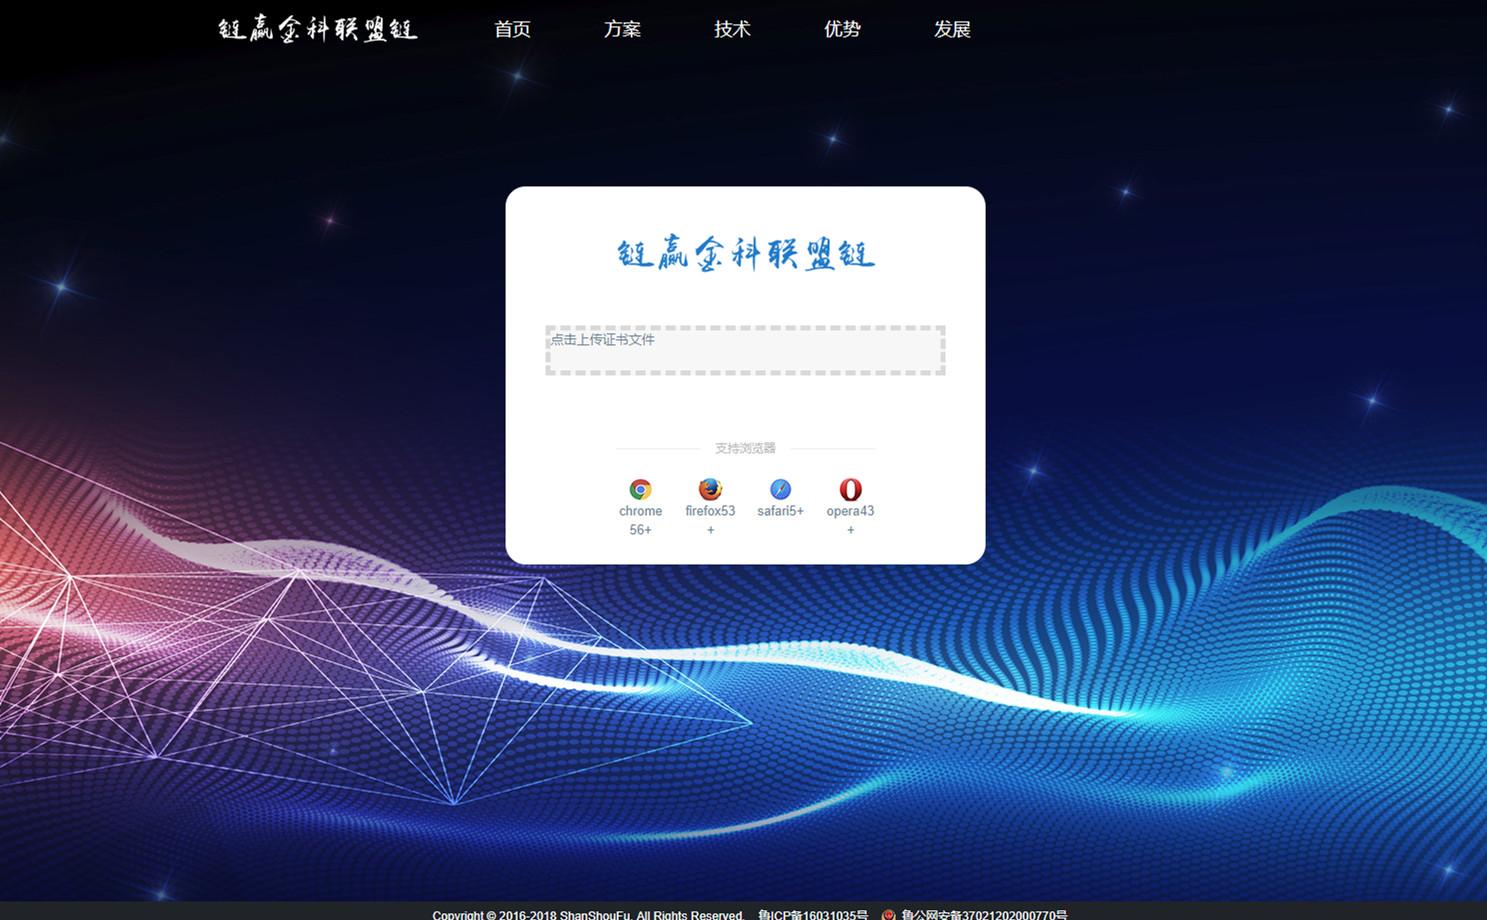 链赢金科联盟链 首页 方案 技术 优势 发展
链赢金科联盟链
点击上传证书文件
支持浏览器
chrome 56+ firefox53 + safari5+ opera43 +
Copyright © 2016-2018 ShanShouFu. All Rights Reserved. 鲁ICP备16031035号 鲁公网安备37021202000770号